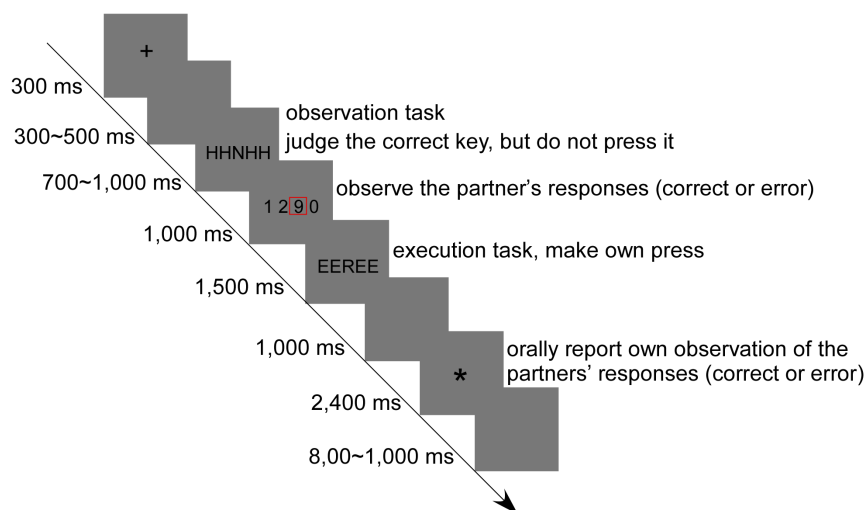 +
300 ms
observation task
300~500 ms
judge the correct key, but do not press it
HHNHH
700~1,000 ms
observe the partner's responses (correct or error)
1 2 9 0
1,000 ms
execution task, make own press
EEREE
1,500 ms
1,000 ms
orally report own observation of the
partners' responses (correct or error)
*
2,400 ms
8,00~1,000 ms